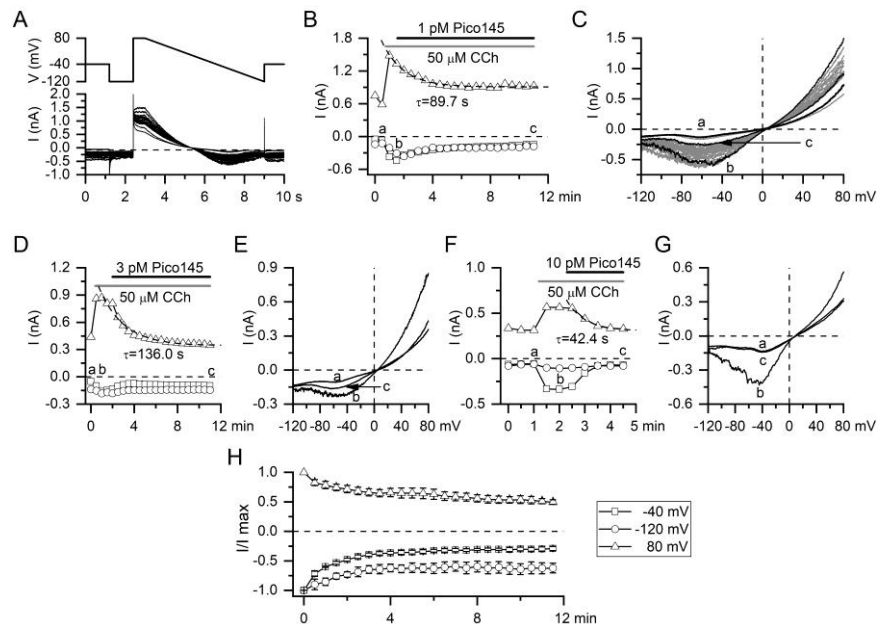 A
V (mV)
80
-40
-120
I (nA)
2.0
1.5
1.0
0.5
0.0
-0.5
-1.0
0 2 4 6 8 10 s
B
1 pM Pico145
50 μM CCh
I (nA)
1.8
1.2
0.6
0.0
-0.6
τ=89.7 s
a
b
c
0 4 8 12 min
C
I (nA)
1.5
1.0
0.5
0.0
-0.5
a
b
c
-120 -80 -40 0 40 80 mV
D
3 pM Pico145
50 μM CCh
I (nA)
1.2
0.9
0.6
0.3
0.0
-0.3
τ=136.0 s
a b c
0 3 6 9 12 min
E
I (nA)
0.9
0.6
0.3
0.0
-0.3
a
b
c
-120 -80 -40 0 40 80 mV
F
10 pM Pico145
50 μM CCh
I (nA)
1.0
0.5
0.0
-0.5
τ=42.4 s
a
b
c
0 1 2 3 4 5 min
G
I (nA)
0.6
0.3
0.0
-0.3
-0.6
a
c
b
-120 -80 -40 0 40 80 mV
H
I/I max
1.0
0.5
0.0
-0.5
-1.0
0 4 8 12 min
-40 mV
-120 mV
80 mV